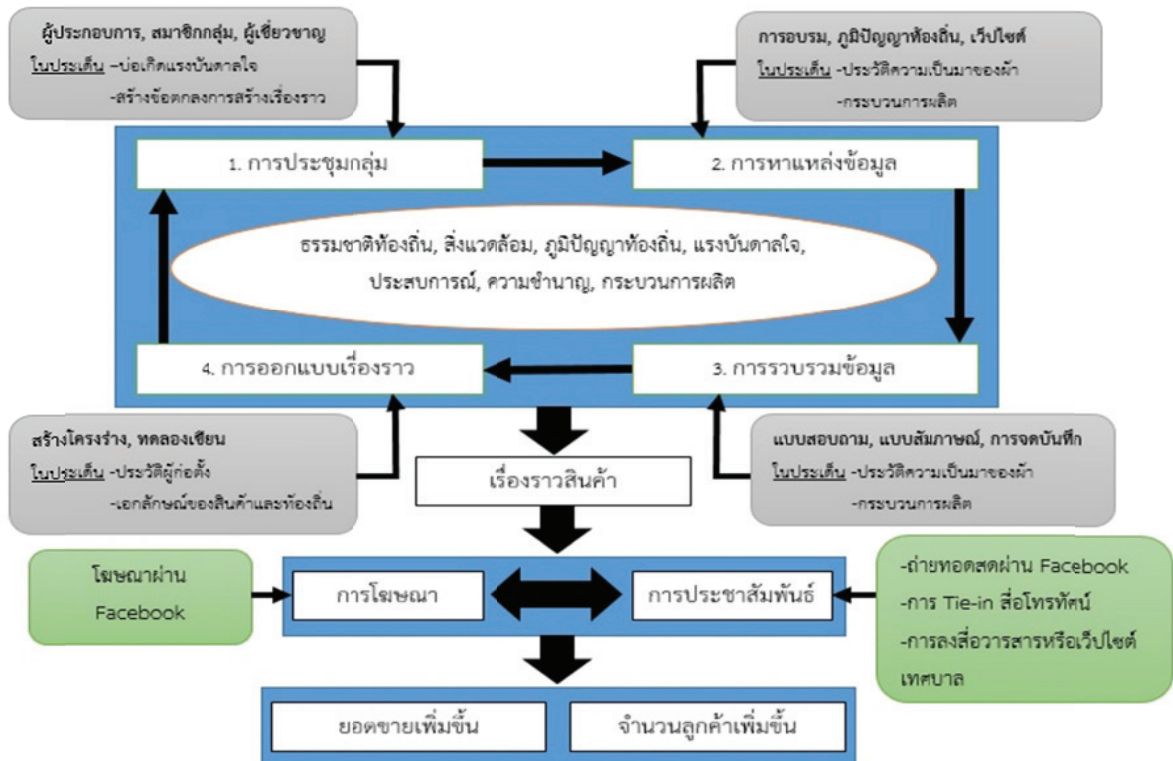 ผู้ประกอบการ, สมาชิกกลุ่ม, ผู้เชี่ยวชาญ
ในประเด็น –บ่อเกิดแรงบันดาลใจ
-สร้างข้อตกลงการสร้างเรื่องราว
การอบรม, ภูมิปัญญาท้องถิ่น, เว็ปไซต์
ในประเด็น -ประวัติความเป็นมาของผ้า
-กระบวนการผลิต
1. การประชุมกลุ่ม
2. การหาแหล่งข้อมูล
ธรรมชาติท้องถิ่น, สิ่งแวดล้อม, ภูมิปัญญาท้องถิ่น, แรงบันดาลใจ,
ประสบการณ์, ความชำนาญ, กระบวนการผลิต
4. การออกแบบเรื่องราว
3. การรวบรวมข้อมูล
สร้างโครงร่าง, ทดลองเขียน
ในประเด็น -ประวัติผู้ก่อตั้ง
-เอกลักษณ์ของสินค้าและท้องถิ่น
แบบสอบถาม, แบบสัมภาษณ์, การจดบันทึก
ในประเด็น -ประวัติความเป็นมาของผ้า
-กระบวนการผลิต
เรื่องราวสินค้า
โฆษณาผ่าน
Facebook
การโฆษณา
การประชาสัมพันธ์
-ถ่ายทอดสดผ่าน Facebook
-การ Tie-in สื่อโทรทัศน์
-การลงสื่อวารสารหรือเว็ปไซต์
เทศบาล
ยอดขายเพิ่มขึ้น
จำนวนลูกค้าเพิ่มขึ้น